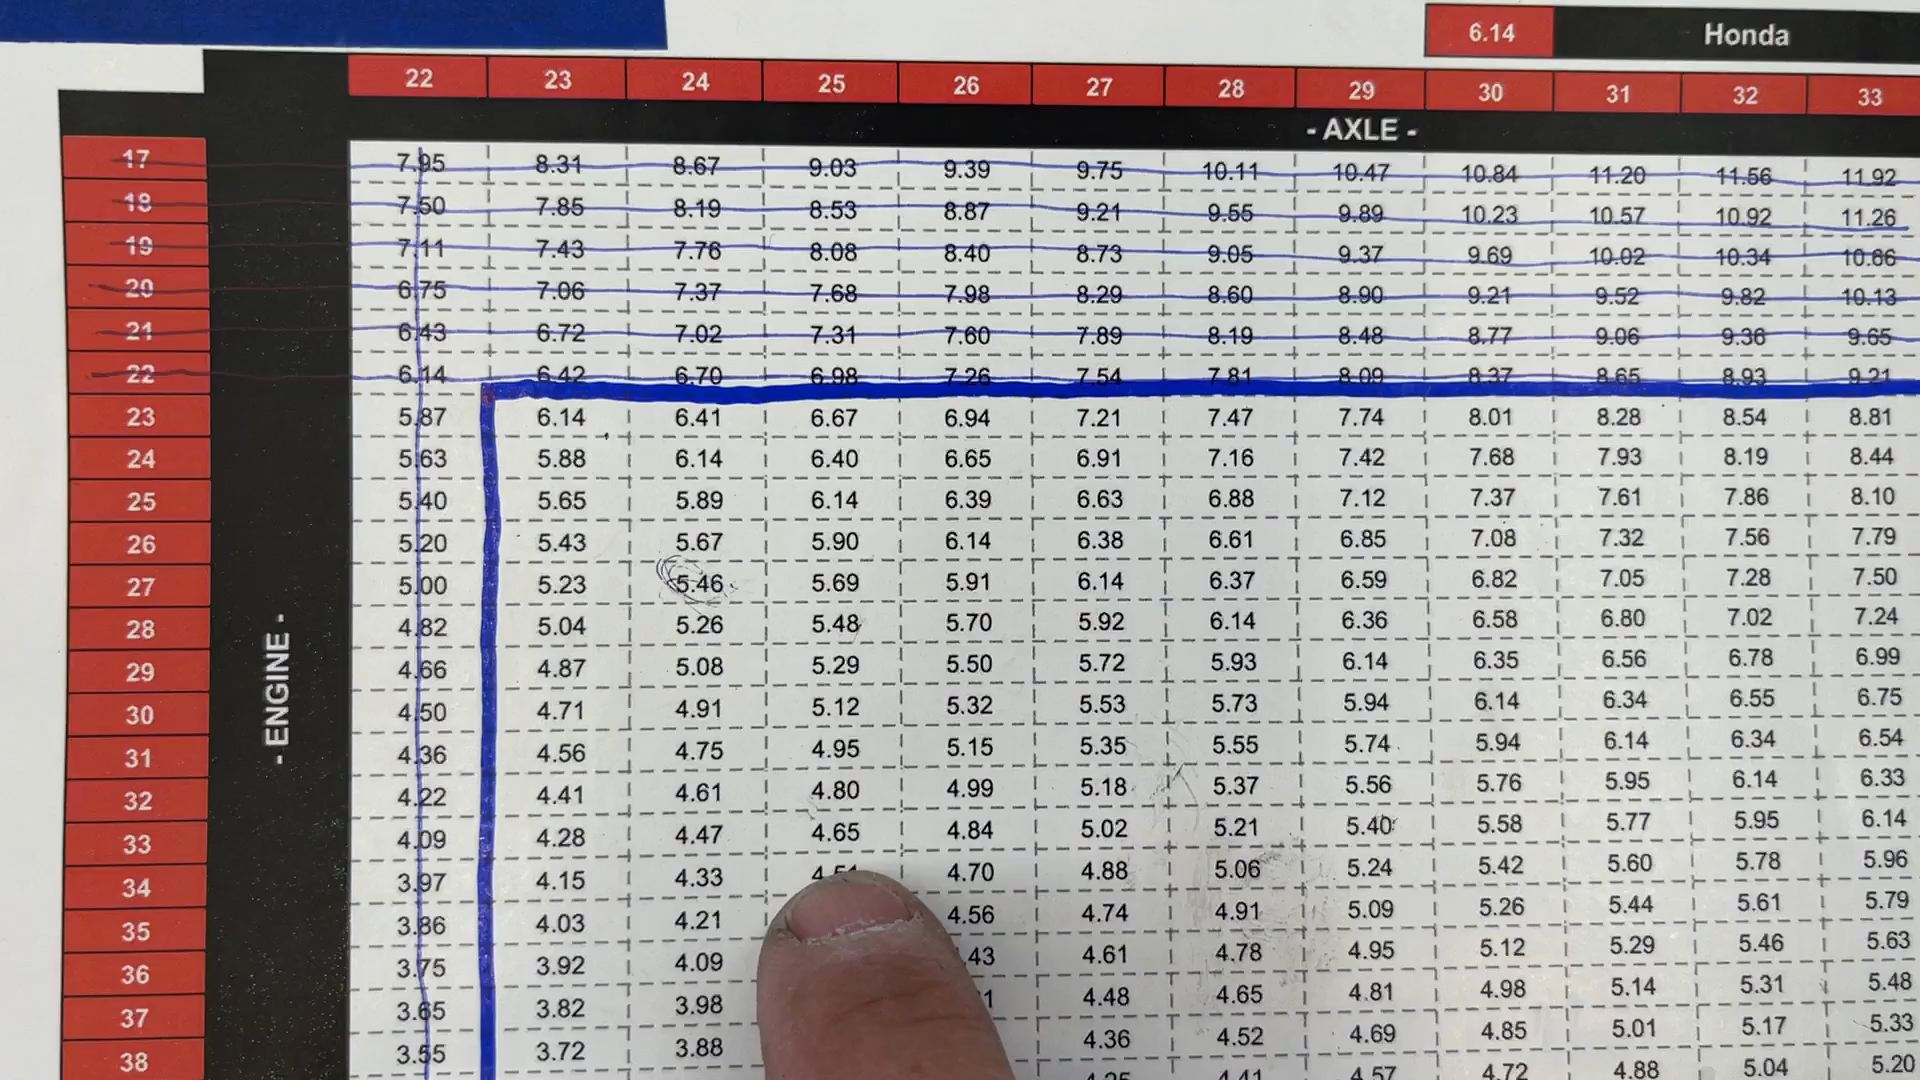 6.14 Honda
22 23 24 25 26 27 28 29 30 31 32 33
- AXLE -
17 7.95 8.31 8.67 9.03 9.39 9.75 10.11 10.47 10.84 11.20 11.56 11.92
18 7.50 7.85 8.19 8.53 8.87 9.21 9.55 9.89 10.23 10.57 10.92 11.26
19 7.11 7.43 7.76 8.08 8.40 8.73 9.05 9.37 9.69 10.02 10.34 10.66
20 6.75 7.06 7.37 7.68 7.98 8.29 8.60 8.90 9.21 9.52 9.82 10.13
21 6.43 6.72 7.02 7.31 7.60 7.89 8.19 8.48 8.77 9.06 9.36 9.65
22 6.14 6.42 6.70 6.98 7.26 7.54 7.81 8.09 8.37 8.65 8.93 9.21
23 5.87 6.14 6.41 6.67 6.94 7.21 7.47 7.74 8.01 8.28 8.54 8.81
24 5.63 5.88 6.14 6.40 6.65 6.91 7.16 7.42 7.68 7.93 8.19 8.44
25 5.40 5.65 5.89 6.14 6.39 6.63 6.88 7.12 7.37 7.61 7.86 8.10
26 5.20 5.43 5.67 5.90 6.14 6.38 6.61 6.85 7.08 7.32 7.56 7.79
27 5.00 5.23 5.46 5.69 5.91 6.14 6.37 6.59 6.82 7.05 7.28 7.50
28 4.82 5.04 5.26 5.48 5.70 5.92 6.14 6.36 6.58 6.80 7.02 7.24
29 4.66 4.87 5.08 5.29 5.50 5.72 5.93 6.14 6.35 6.56 6.78 6.99
- ENGINE -
30 4.50 4.71 4.91 5.12 5.32 5.53 5.73 5.94 6.14 6.34 6.55 6.75
31 4.36 4.56 4.75 4.95 5.15 5.35 5.55 5.74 5.94 6.14 6.34 6.54
32 4.22 4.41 4.61 4.80 4.99 5.18 5.37 5.56 5.76 5.95 6.14 6.33
33 4.09 4.28 4.47 4.65 4.84 5.02 5.21 5.40 5.58 5.77 5.95 6.14
34 3.97 4.15 4.33 4.51 4.70 4.88 5.06 5.24 5.42 5.60 5.78 5.96
35 3.86 4.03 4.21 4.56 4.74 4.91 5.09 5.26 5.44 5.61 5.79
36 3.75 3.92 4.09 .43 4.61 4.78 4.95 5.12 5.29 5.46 5.63
37 3.65 3.82 3.98 1 4.48 4.65 4.81 4.98 5.14 5.31 5.48
38 3.55 3.72 3.88 4.36 4.52 4.69 4.85 5.01 5.17 5.33
4.25 4.41 4.57 4.72 4.88 5.04 5.20